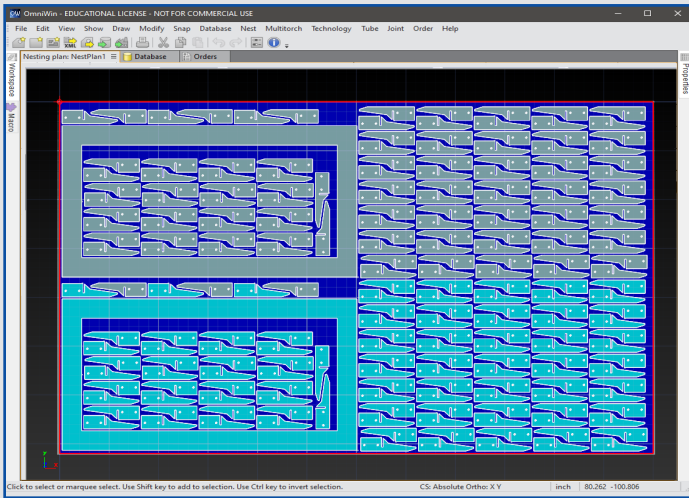 OmniWin - EDUCATIONAL LICENSE - NOT FOR COMMERCIAL USE
File Edit View Show Draw Modify Snap Database Nest Multitorch Technology Tube Joint Order Help
XML
Nesting plan: NestPlan1 Database Orders
Workspace
Macro
Properties
Y
X
Click to select or marquee select. Use Shift key to add to selection. Use Ctrl key to invert selection. CS: Absolute Ortho: X Y inch 80.262 -100.806